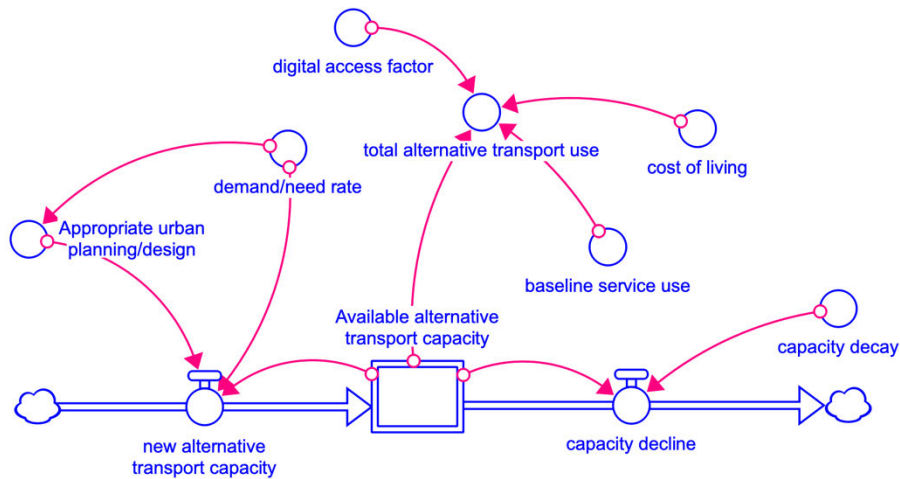 digital access factor
total alternative transport use
cost of living
demand/need rate
Appropriate urban
planning/design
baseline service use
Available alternative
transport capacity
capacity decay
new alternative
transport capacity
capacity decline